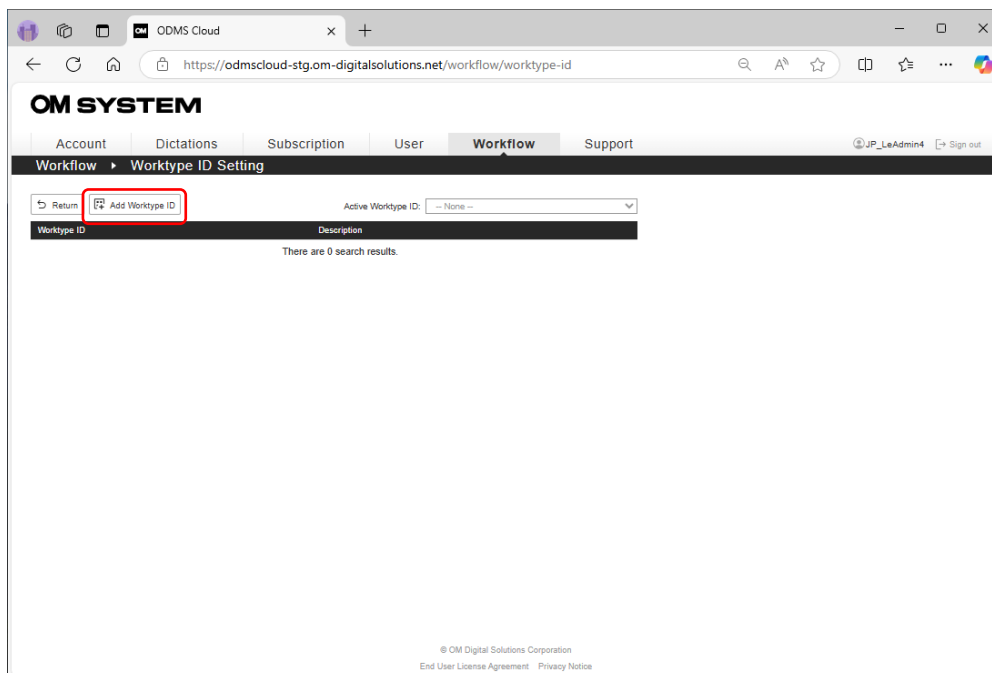 OM ODMS Cloud
https://odmscloud-stg.om-digitalsolutions.net/workflow/worktype-id
OM SYSTEM
Account Dictations Subscription User Workflow Support JP_LeAdmin4 Sign out
Workflow Worktype ID Setting
Return Add Worktype ID Active Worktype ID: -- None --
Worktype ID Description
There are 0 search results.
© OM Digital Solutions Corporation
End User License Agreement Privacy Notice